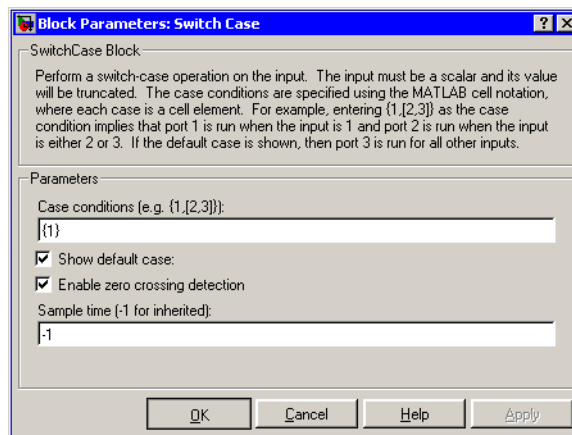 Block Parameters: Switch Case
SwitchCase Block
Perform a switch-case operation on the input. The input must be a scalar and its value
will be truncated. The case conditions are specified using the MATLAB cell notation,
where each case is a cell element. For example, entering {1,[2,3]} as the case
condition implies that port 1 is run when the input is 1 and port 2 is run when the input
is either 2 or 3. If the default case is shown, then port 3 is run for all other inputs.
Parameters
Case conditions (e.g. {1,[2,3]}):
{1}
Show default case:
Enable zero crossing detection
Sample time (-1 for inherited):
-1
OK Cancel Help Apply